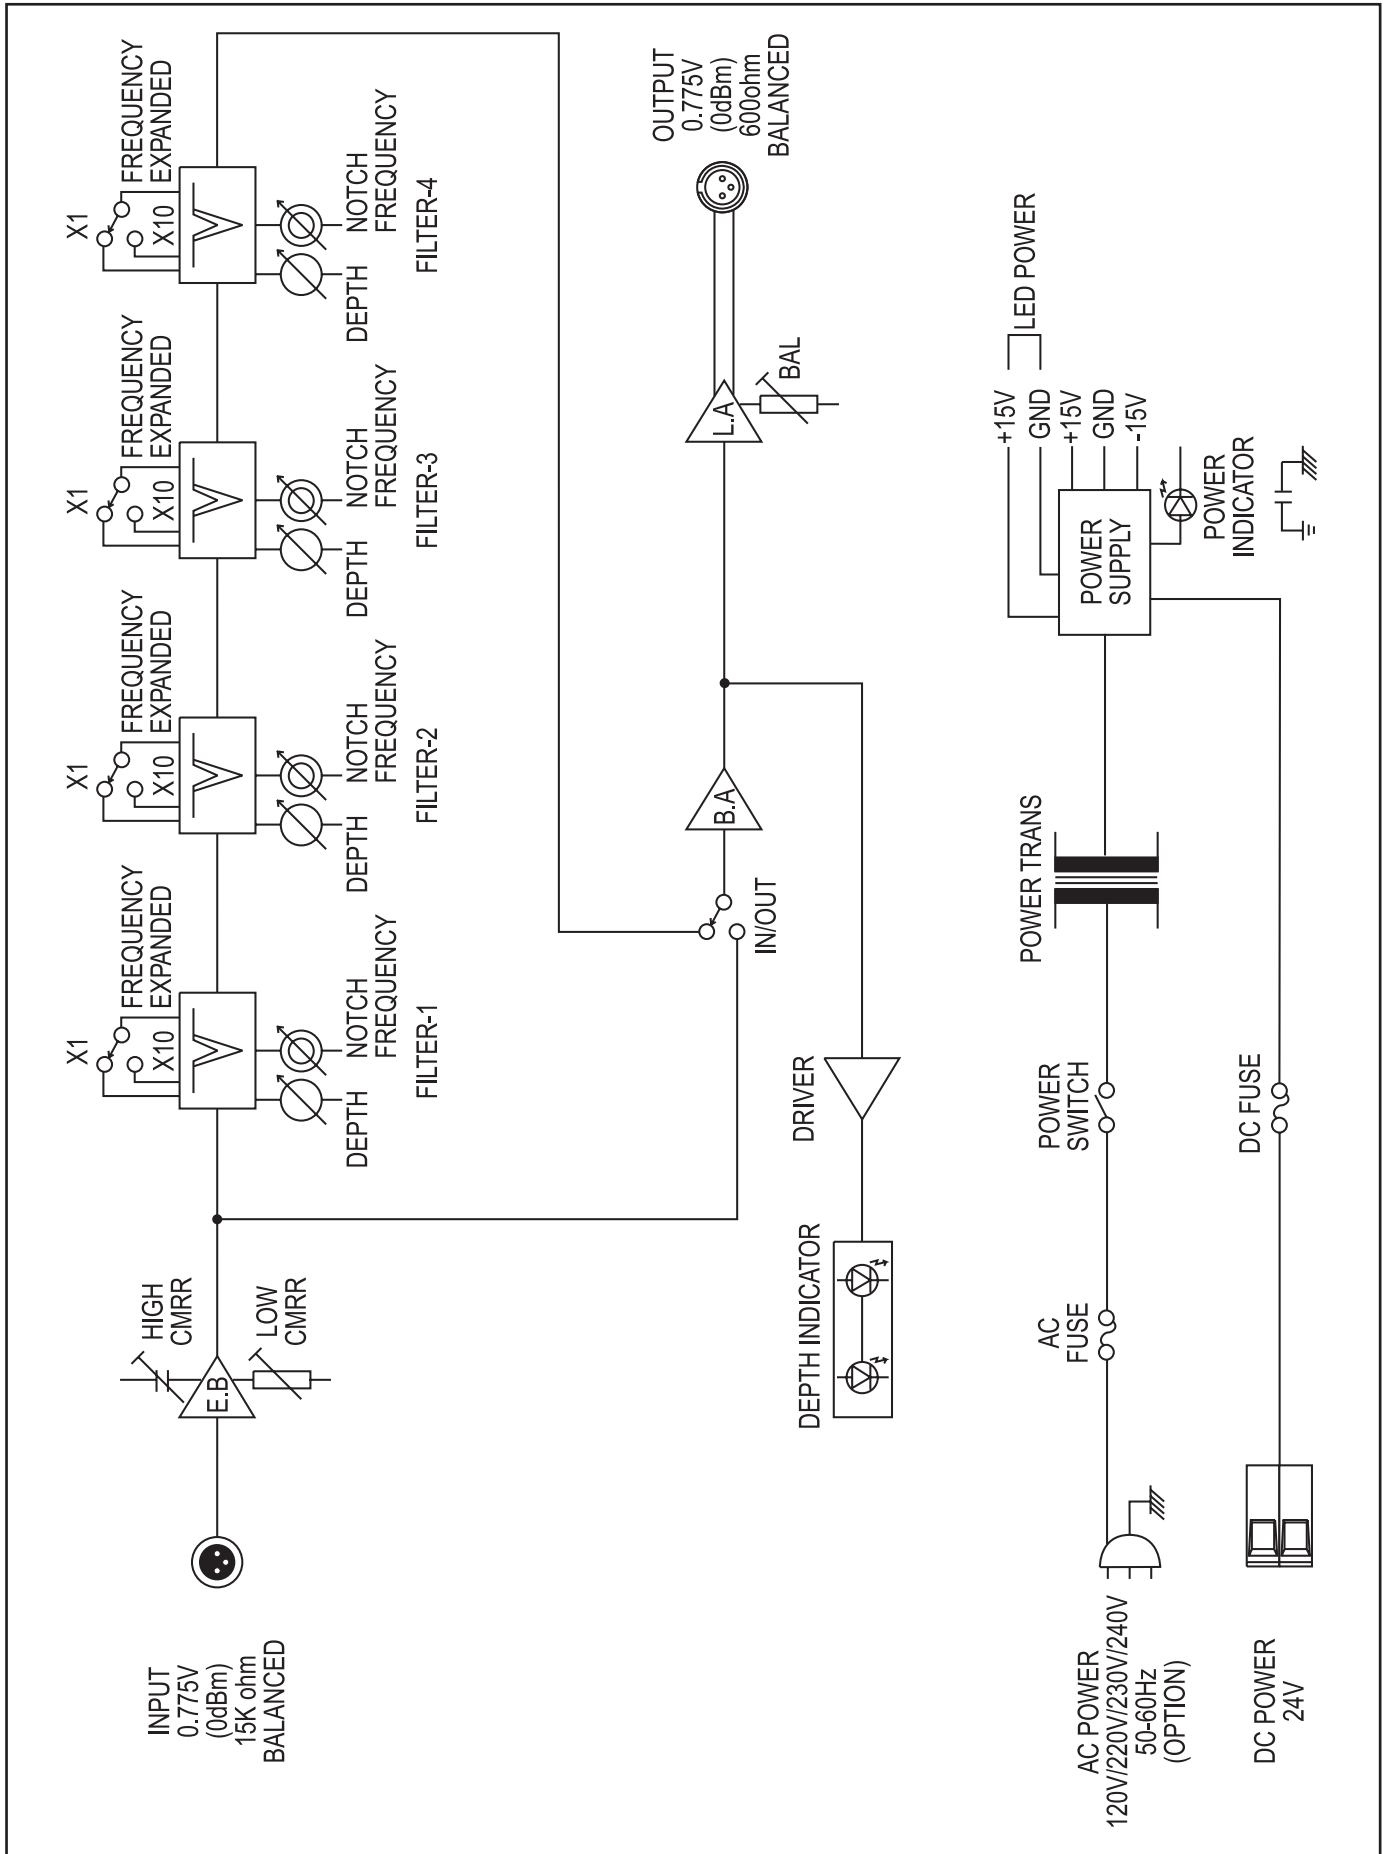 INPUT
0.775V
(0dBm)
15K ohm
BALANCED
E.B
HIGH
CMRR
LOW
CMRR
X1
X10
FREQUENCY
EXPANDED
DEPTH
NOTCH
FREQUENCY
FILTER-1
X1
X10
FREQUENCY
EXPANDED
DEPTH
NOTCH
FREQUENCY
FILTER-2
X1
X10
FREQUENCY
EXPANDED
DEPTH
NOTCH
FREQUENCY
FILTER-3
X1
X10
FREQUENCY
EXPANDED
DEPTH
NOTCH
FREQUENCY
FILTER-4
IN/OUT
B.A
L.A
BAL
OUTPUT
0.775V
(0dBm)
600ohm
BALANCED
DEPTH INDICATOR
DRIVER
AC POWER
120V/220V/230V/240V
50-60Hz
(OPTION)
AC
FUSE
POWER
SWITCH
POWER TRANS
POWER
SUPPLY
+15V
GND
+15V
GND
-15V
LED POWER
POWER
INDICATOR
DC POWER
24V
DC FUSE